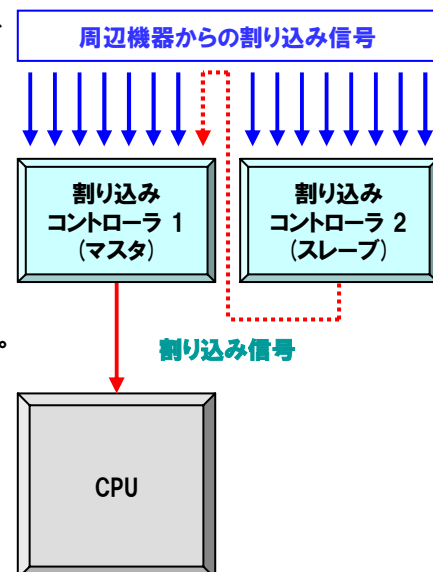 周辺機器からの割り込み信号
割り込み
コントローラ 1
(マスタ)
割り込み
コントローラ 2
(スレーブ)
割り込み信号
CPU